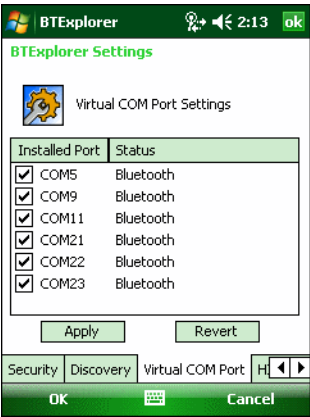 BTExplorer 2:13 ok
BTExplorer Settings
Virtual COM Port Settings
Installed Port Status
COM5 Bluetooth
COM9 Bluetooth
COM11 Bluetooth
COM21 Bluetooth
COM22 Bluetooth
COM23 Bluetooth
Apply Revert
Security Discovery Virtual COM Port
OK Cancel